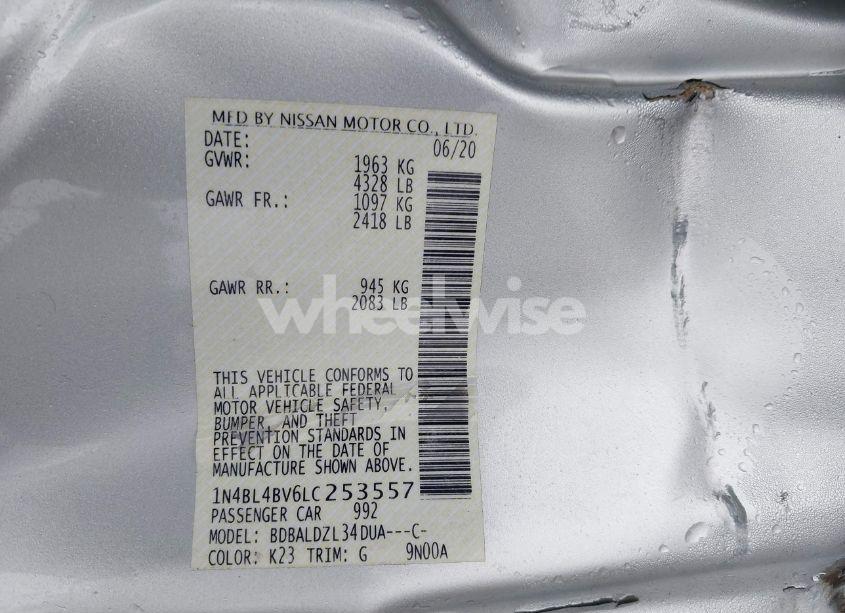 MFD BY NISSAN MOTOR CO., LTD.
DATE: 06/20
GVWR: 1963 KG
4328 LB
GAWR FR.: 1097 KG
2418 LB
GAWR RR.: 945 KG
2083 LB
wheelwise
THIS VEHICLE CONFORMS TO
ALL APPLICABLE FEDERAL
MOTOR VEHICLE SAFETY,
BUMPER, AND THEFT
PREVENTION STANDARDS IN
EFFECT ON THE DATE OF
MANUFACTURE SHOWN ABOVE.
1N4BL4BV6LC253557
PASSENGER CAR 992
MODEL: BDBALDZL34DUA---C-
COLOR: K23 TRIM: G 9N00A